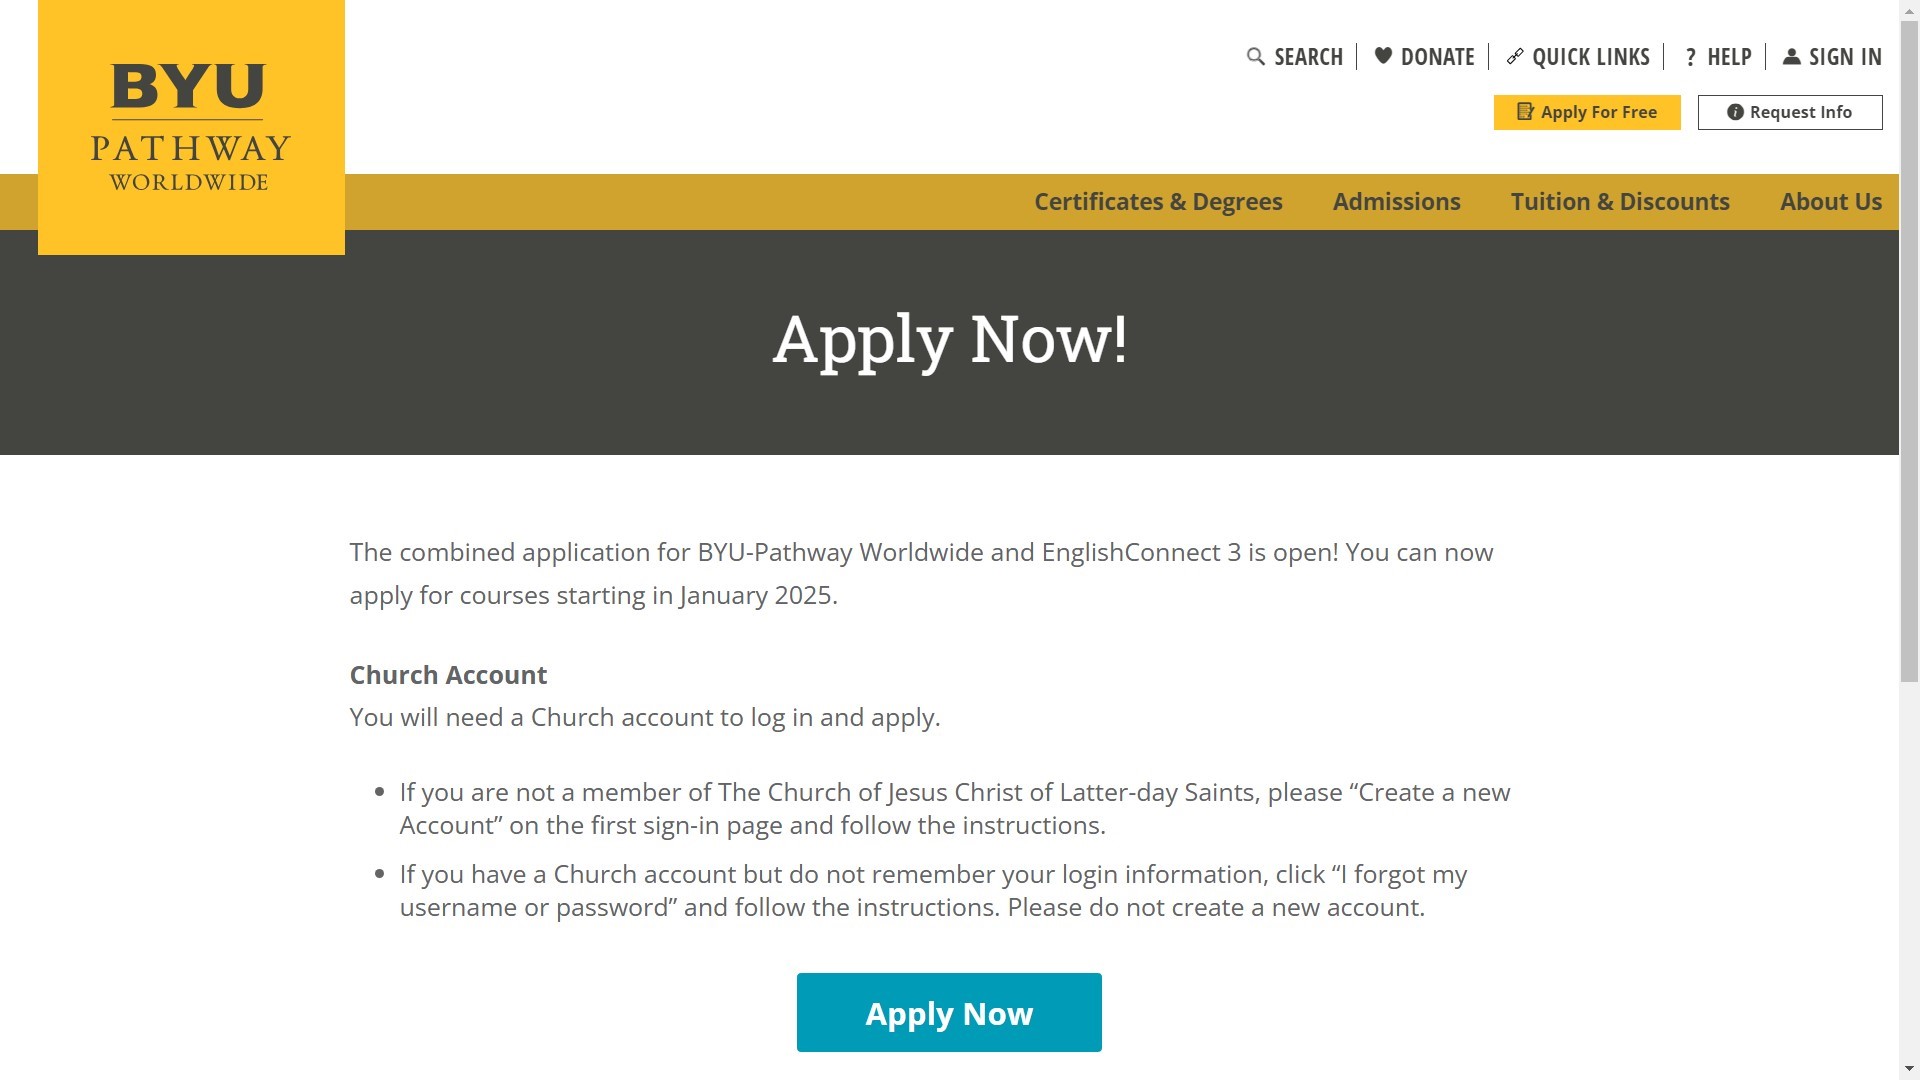 BYU
PATHWAY
WORLDWIDE
SEARCH
DONATE
QUICK LINKS
? HELP
SIGN IN
Apply For Free
Request Info
Certificates & Degrees
Admissions
Tuition & Discounts
About Us
Apply Now!
The combined application for BYU-Pathway Worldwide and EnglishConnect 3 is open! You can now
apply for courses starting in January 2025.
Church Account
You will need a Church account to log in and apply.
If you are not a member of The Church of Jesus Christ of Latter-day Saints, please “Create a new
Account” on the first sign-in page and follow the instructions.
If you have a Church account but do not remember your login information, click “I forgot my
username or password” and follow the instructions. Please do not create a new account.
Apply Now